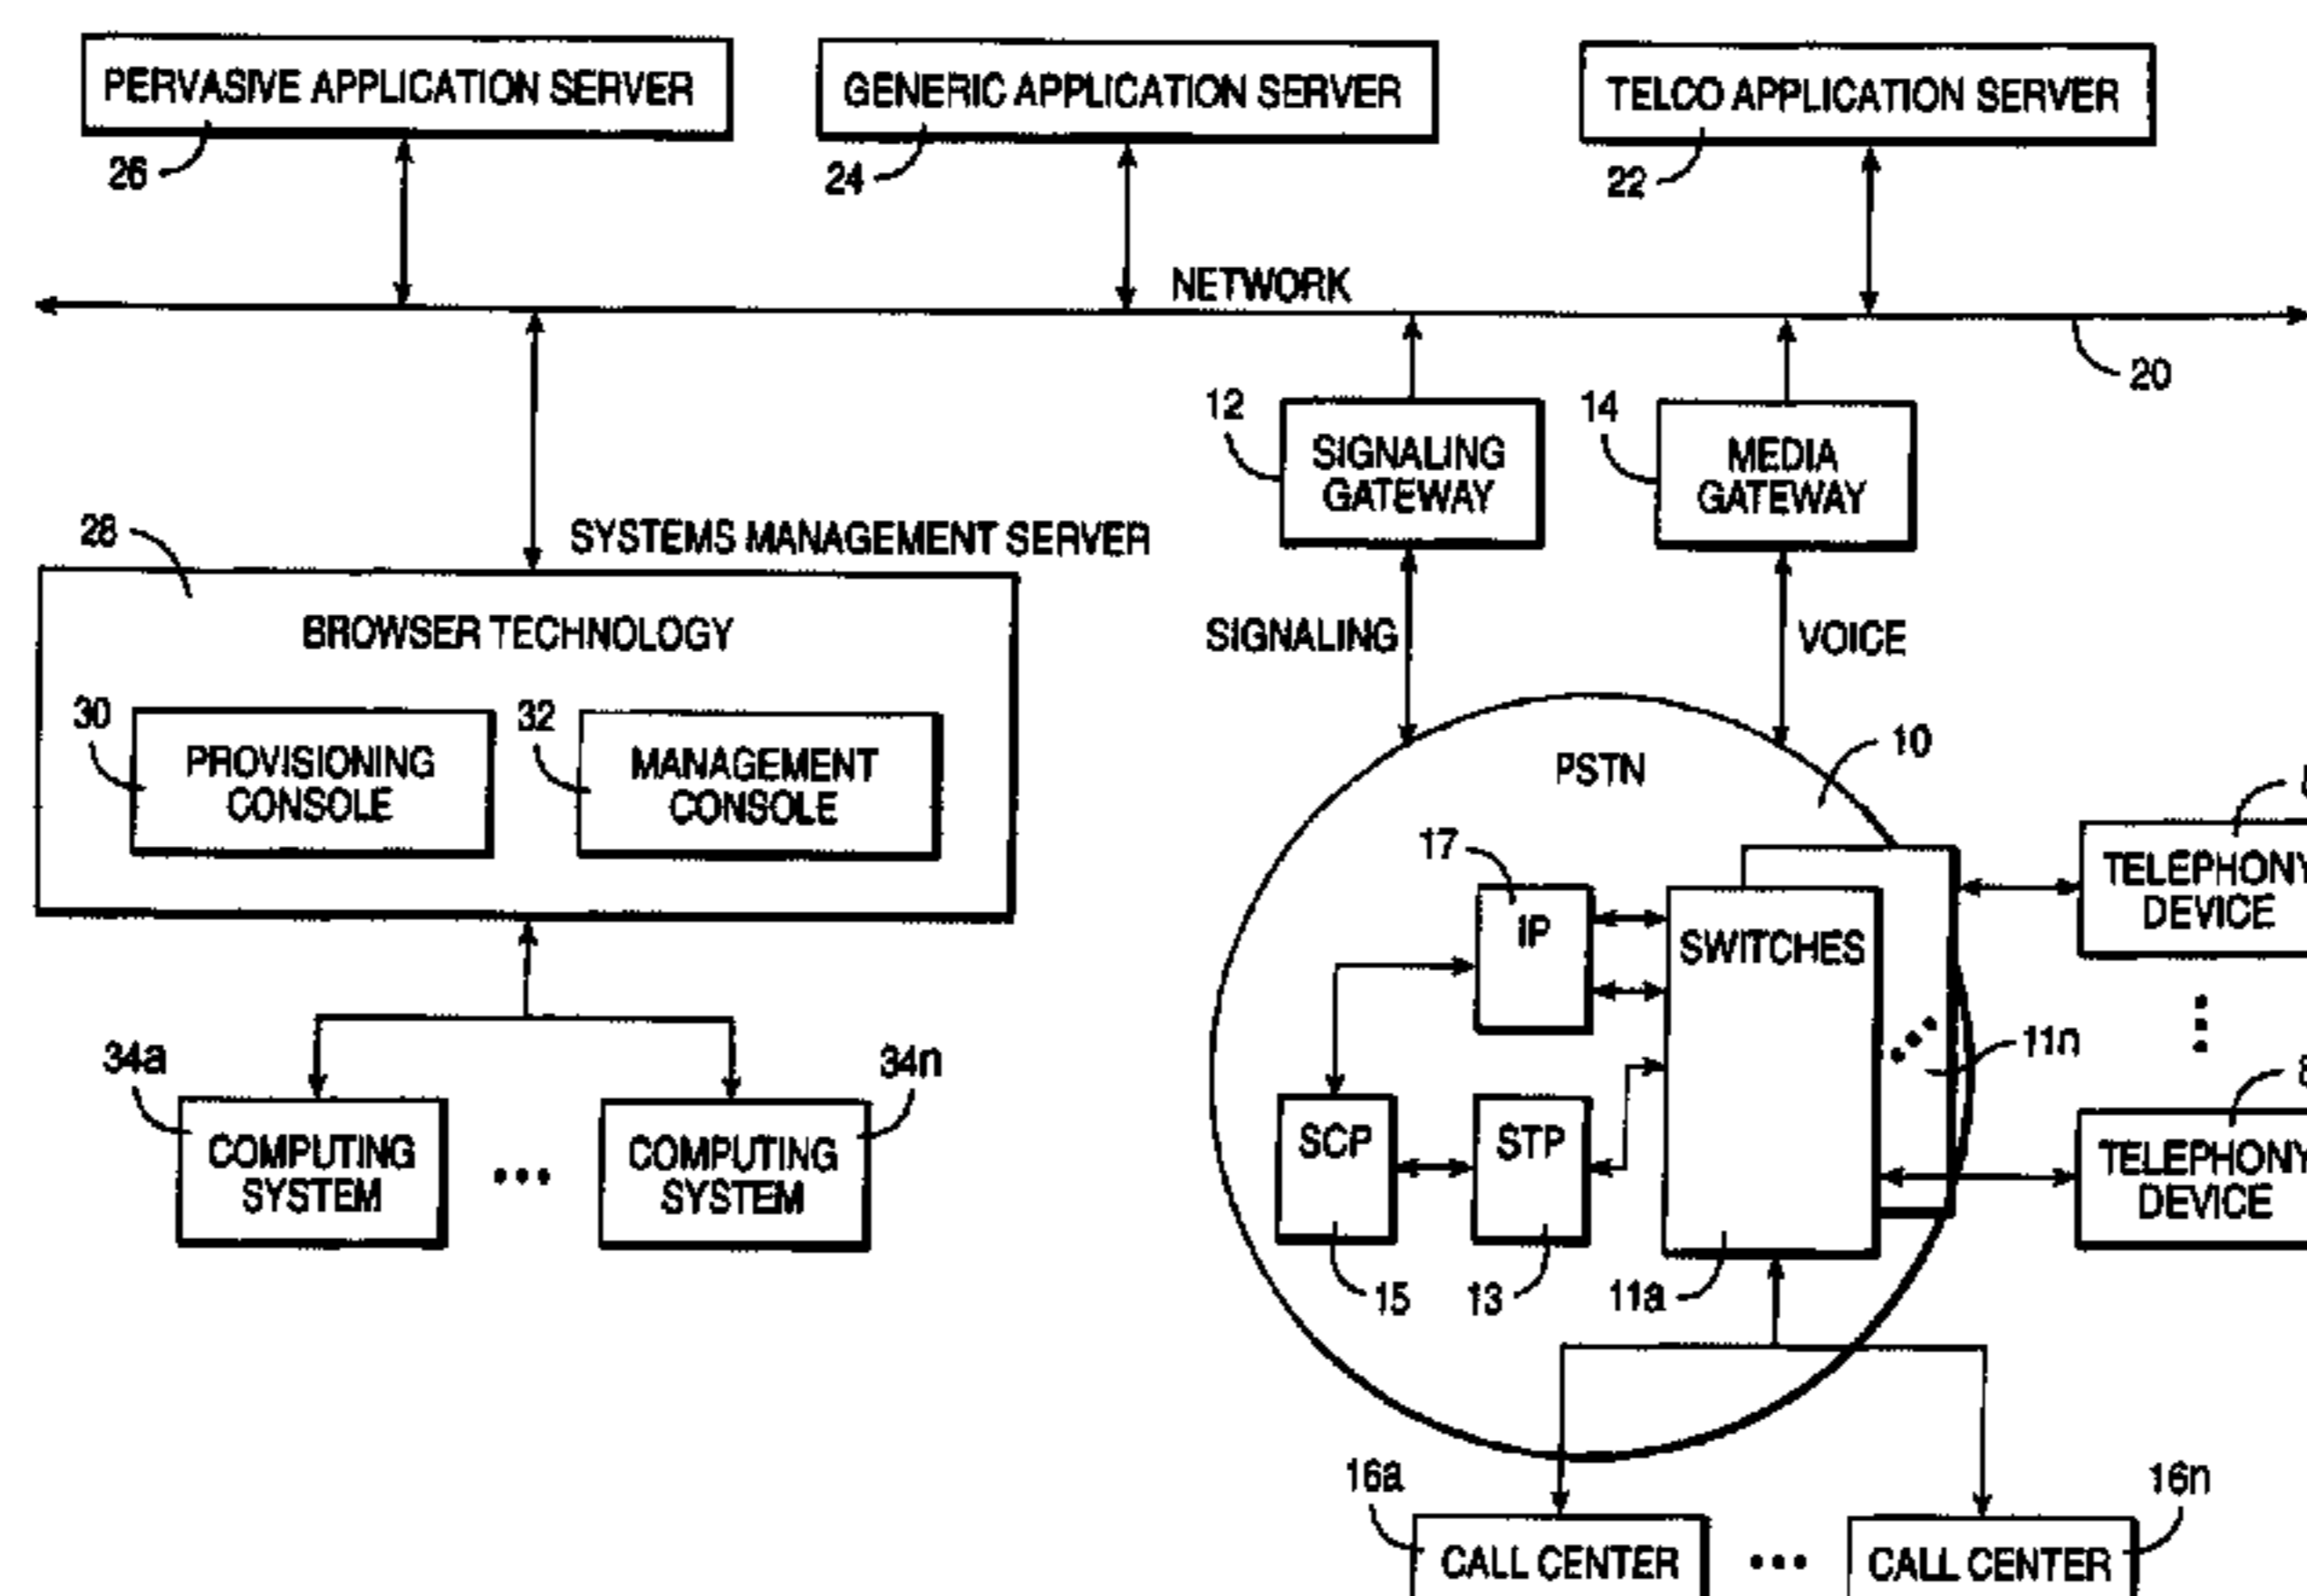 PERVASIVE APPLICATION SERVER
GENERIC APPLICATION SERVER
TELCO APPLICATION SERVER
26
24
22
NETWORK
20
12
SIGNALING
GATEWAY
14
MEDIA
GATEWAY
28
SYSTEMS MANAGEMENT SERVER
BROWSER TECHNOLOGY
SIGNALING
VOICE
30
PROVISIONING
CONSOLE
32
MANAGEMENT
CONSOLE
PSTN
10
17
IP
SWITCHES
TELEPHONY
DEVICE
11n
34a
COMPUTING
SYSTEM
34n
COMPUTING
SYSTEM
SCP
STP
TELEPHONY
DEVICE
15
13
11a
16a
CALL CENTER
16n
CALL CENTER